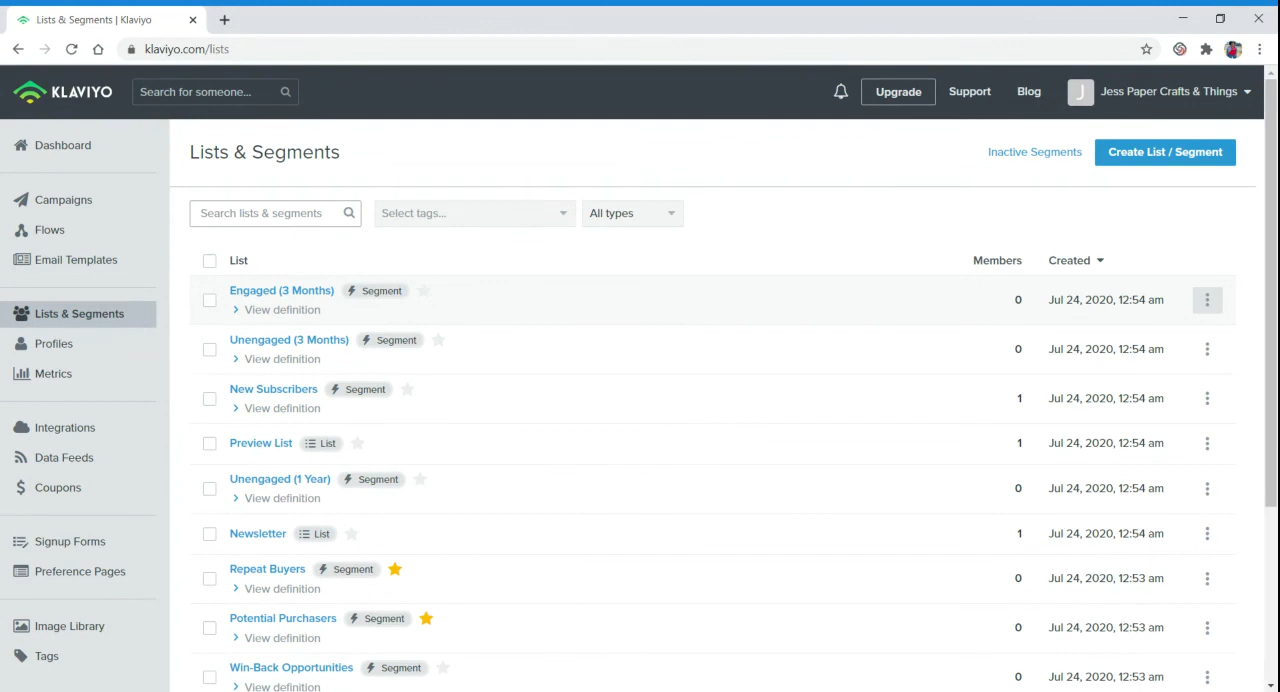 Lists & Segments | Klaviyo
klaviyo.com/lists
KLAVIYO
Search for someone...
Upgrade
Support
Blog
J
Jess Paper Crafts & Things
Dashboard
Campaigns
Flows
Email Templates
Lists & Segments
Profiles
Metrics
Integrations
Data Feeds
$ Coupons
Signup Forms
Preference Pages
Image Library
Tags
Lists & Segments
Inactive Segments
Create List / Segment
Search lists & segments
Select tags...
All types
List Members Created
Engaged (3 Months) Segment 0 Jul 24, 2020, 12:54 am
View definition
Unengaged (3 Months) Segment 0 Jul 24, 2020, 12:54 am
View definition
New Subscribers Segment 1 Jul 24, 2020, 12:54 am
View definition
Preview List List 1 Jul 24, 2020, 12:54 am
Unengaged (1 Year) Segment 0 Jul 24, 2020, 12:54 am
View definition
Newsletter List 1 Jul 24, 2020, 12:54 am
Repeat Buyers Segment 0 Jul 24, 2020, 12:53 am
View definition
Potential Purchasers Segment 0 Jul 24, 2020, 12:53 am
View definition
Win-Back Opportunities Segment 0 Jul 24, 2020, 12:53 am
View definition